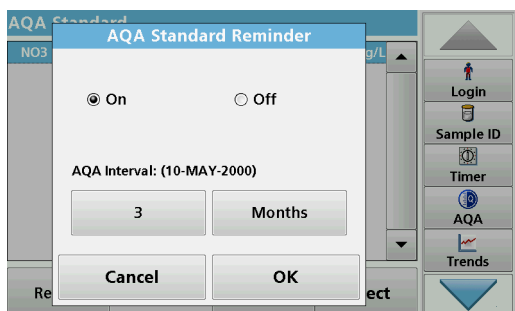 AQA Standard
AQA Standard Reminder
NO3
g/L
On
Off
AQA Interval: (10-MAY-2000)
3
Months
Cancel
OK
Re
ect
Login
Sample ID
Timer
AQA
Trends